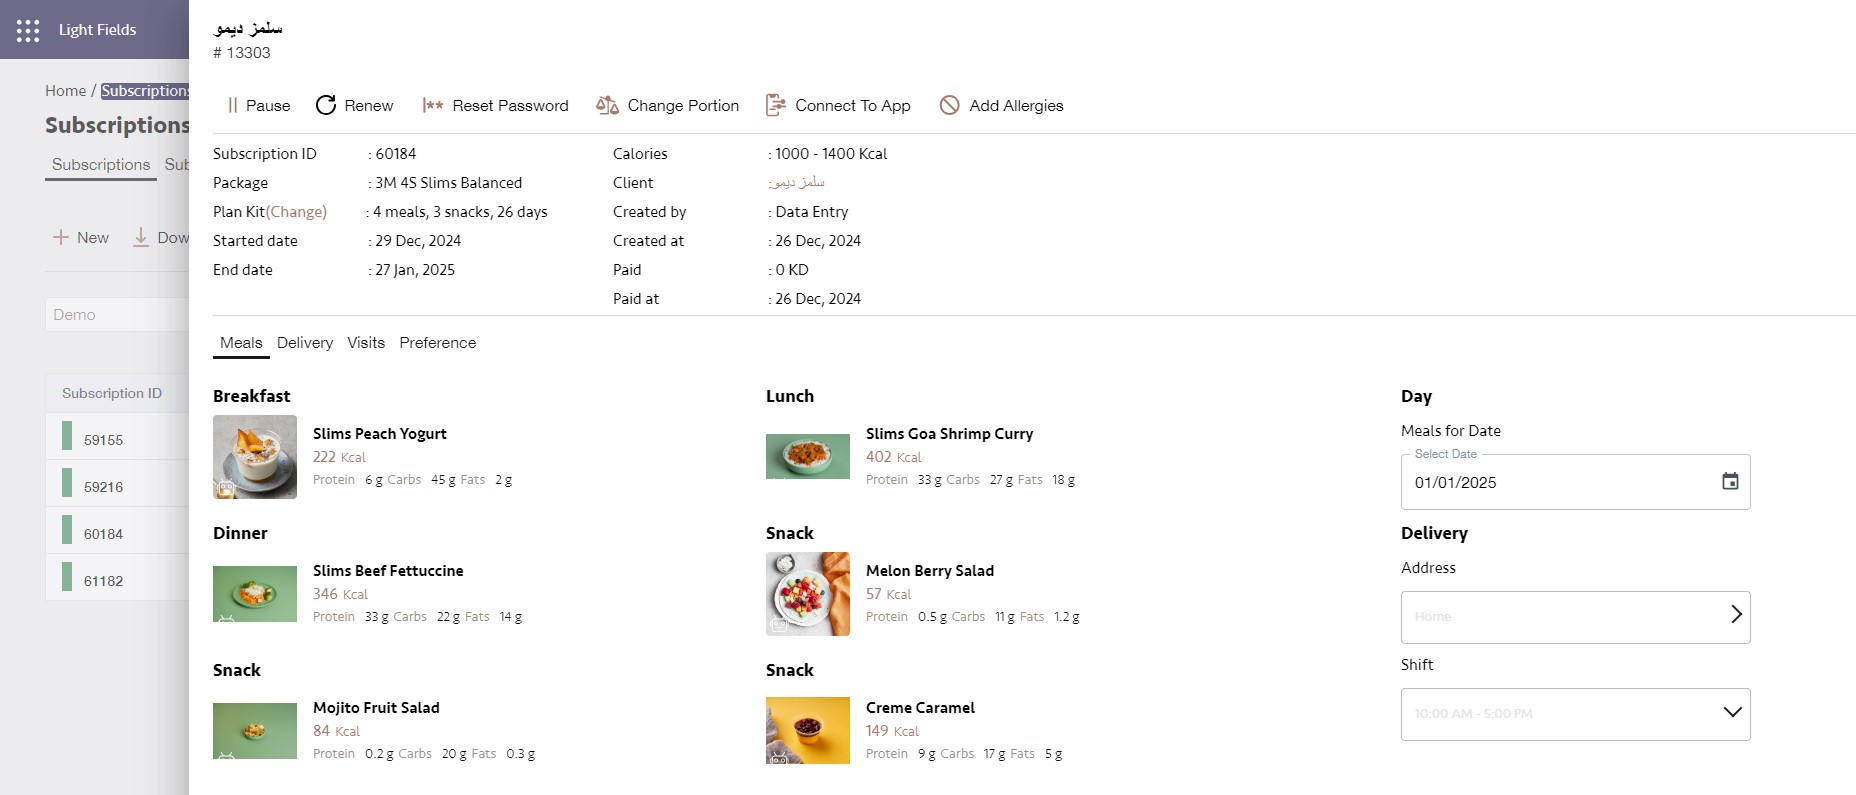 Light Fields
Home / Subscriptions
Subscriptions
Subscriptions Sub
New Dow
Demo
Subscription ID
59155
59216
60184
61182
سلمز ديمو
# 13303
Pause Renew Reset Password Change Portion Connect To App Add Allergies
Subscription ID : 60184
Package : 3M 4S Slims Balanced
Plan Kit(Change) : 4 meals, 3 snacks, 26 days
Started date : 29 Dec, 2024
End date : 27 Jan, 2025
Calories : 1000 - 1400 Kcal
Client :سلمز ديمو
Created by : Data Entry
Created at : 26 Dec, 2024
Paid : 0 KD
Paid at : 26 Dec, 2024
Meals Delivery Visits Preference
Breakfast
Slims Peach Yogurt
222 Kcal
Protein 6 g Carbs 45 g Fats 2 g
Lunch
Slims Goa Shrimp Curry
402 Kcal
Protein 33 g Carbs 27 g Fats 18 g
Dinner
Slims Beef Fettuccine
346 Kcal
Protein 33 g Carbs 22 g Fats 14 g
Snack
Melon Berry Salad
57 Kcal
Protein 0.5 g Carbs 11 g Fats 1.2 g
Snack
Mojito Fruit Salad
84 Kcal
Protein 0.2 g Carbs 20 g Fats 0.3 g
Snack
Creme Caramel
149 Kcal
Protein 9 g Carbs 17 g Fats 5 g
Day
Meals for Date
Select Date
01/01/2025
Delivery
Address
Home
Shift
10:00 AM - 5:00 PM